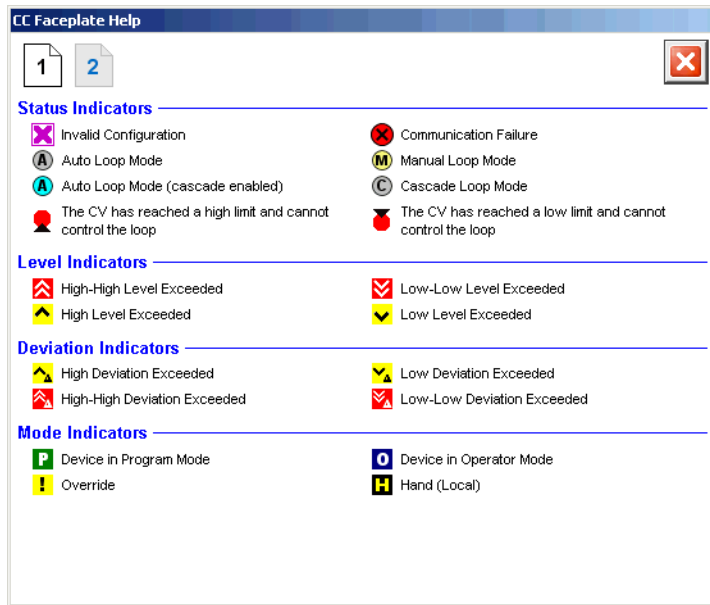 CC Faceplate Help
1 2
Status Indicators
Invalid Configuration
Communication Failure
A Auto Loop Mode
M Manual Loop Mode
A Auto Loop Mode (cascade enabled)
C Cascade Loop Mode
The CV has reached a high limit and cannot
control the loop
The CV has reached a low limit and cannot
control the loop
Level Indicators
High-High Level Exceeded
Low-Low Level Exceeded
High Level Exceeded
Low Level Exceeded
Deviation Indicators
High Deviation Exceeded
Low Deviation Exceeded
High-High Deviation Exceeded
Low-Low Deviation Exceeded
Mode Indicators
P Device in Program Mode
O Device in Operator Mode
! Override
H Hand (Local)